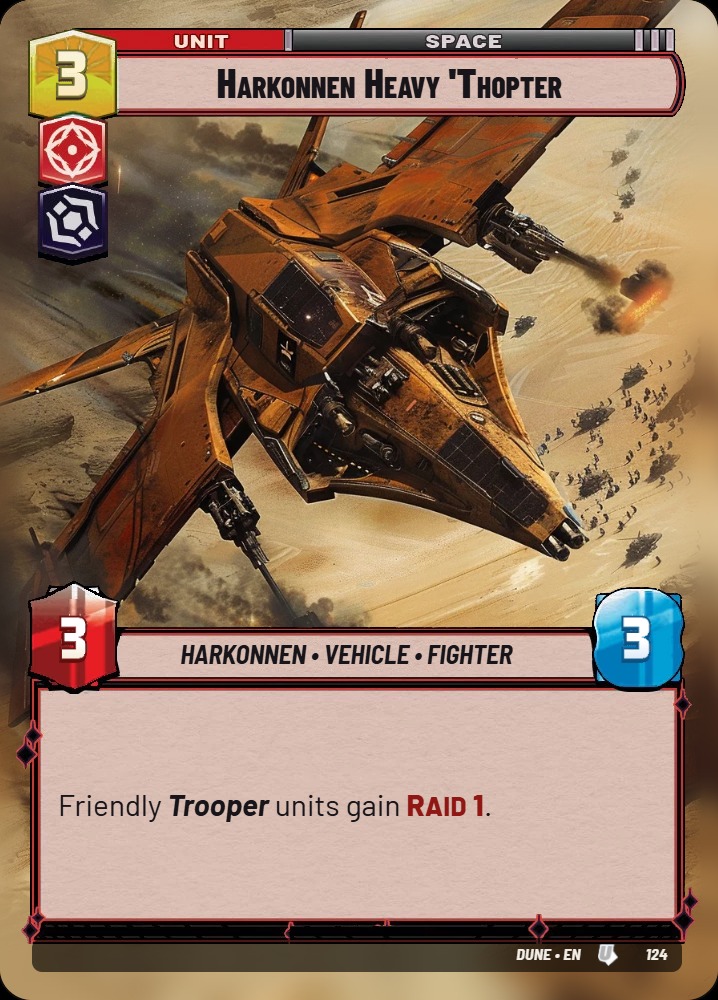 UNIT SPACE
3 HARKONNEN HEAVY 'THOPTER
3 HARKONNEN • VEHICLE • FIGHTER 3
Friendly Trooper units gain RAID 1.
DUNE • EN U 124